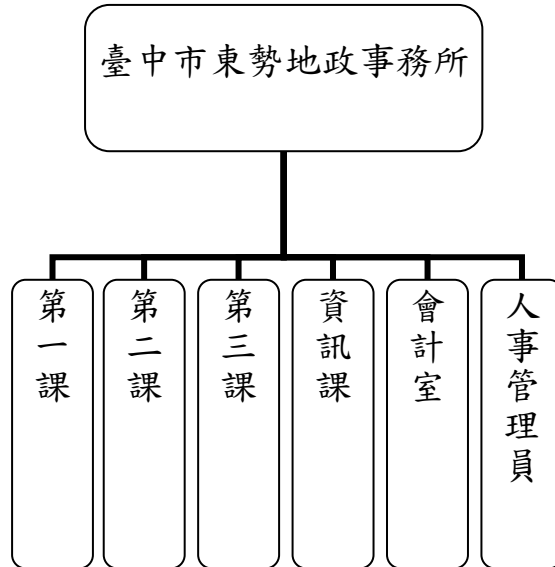 臺中市東勢地政事務所
第一課
第二課
第三課
資訊課
會計室
人事管理員